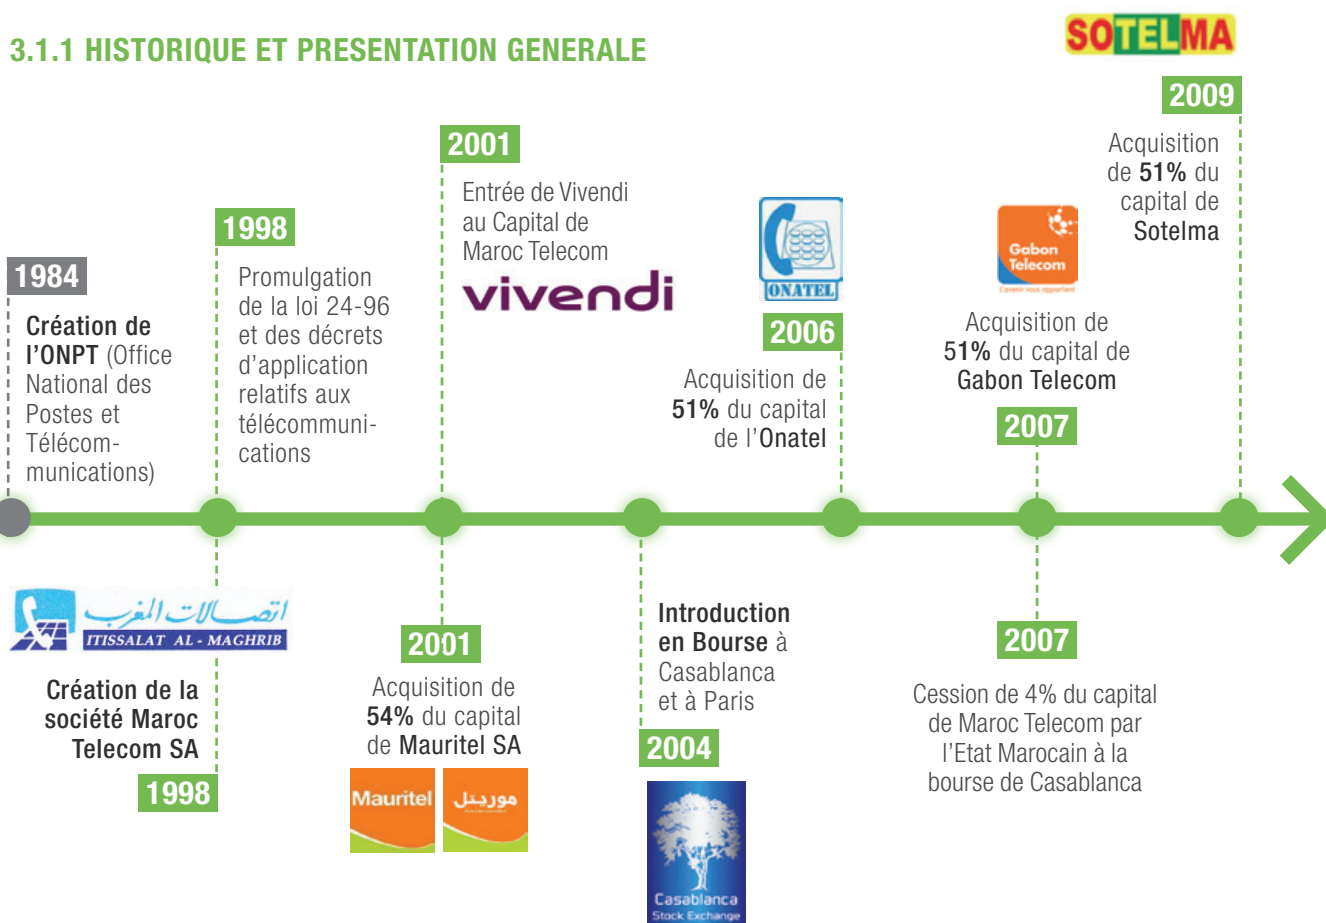 3.1.1 HISTORIQUE ET PRESENTATION GENERALE
1984
Création de
l'ONPT (Office
National des
Postes et
Télécom-
munications)
1998
Promulgation
de la loi 24-96
et des décrets
d'application
relatifs aux
télécommuni-
cations
2001
Entrée de Vivendi
au Capital de
Maroc Telecom
vivendi
ONATEL
2006
Acquisition de
51% du capital
de l'Onatel
Gabon
Telecom
L'avenir vous appartient
Acquisition de
51% du capital de
Gabon Telecom
2007
SOTELMA
2009
Acquisition
de 51% du
capital de
Sotelma
اتصالات المغرب
ITISSALAT AL - MAGHRIB
Création de la
société Maroc
Telecom SA
1998
2001
Acquisition de
54% du capital
de Mauritel SA
Mauritel
موريتل
Introduction
en Bourse à
Casablanca
et à Paris
2004
Casablanca
Stock Exchange
2007
Cession de 4% du capital
de Maroc Telecom par
l'Etat Marocain à la
bourse de Casablanca